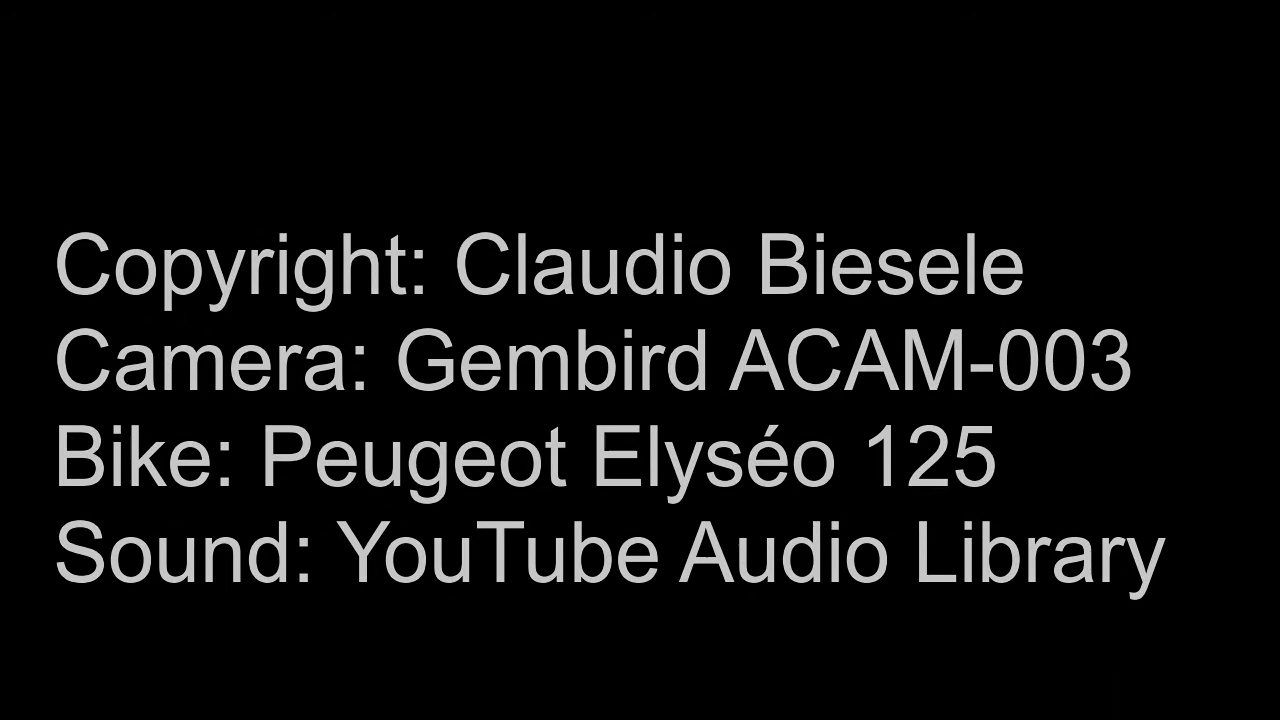 Copyright: Claudio Biesele
Camera: Gembird ACAM-003
Bike: Peugeot Elyséo 125
Sound: YouTube Audio Library